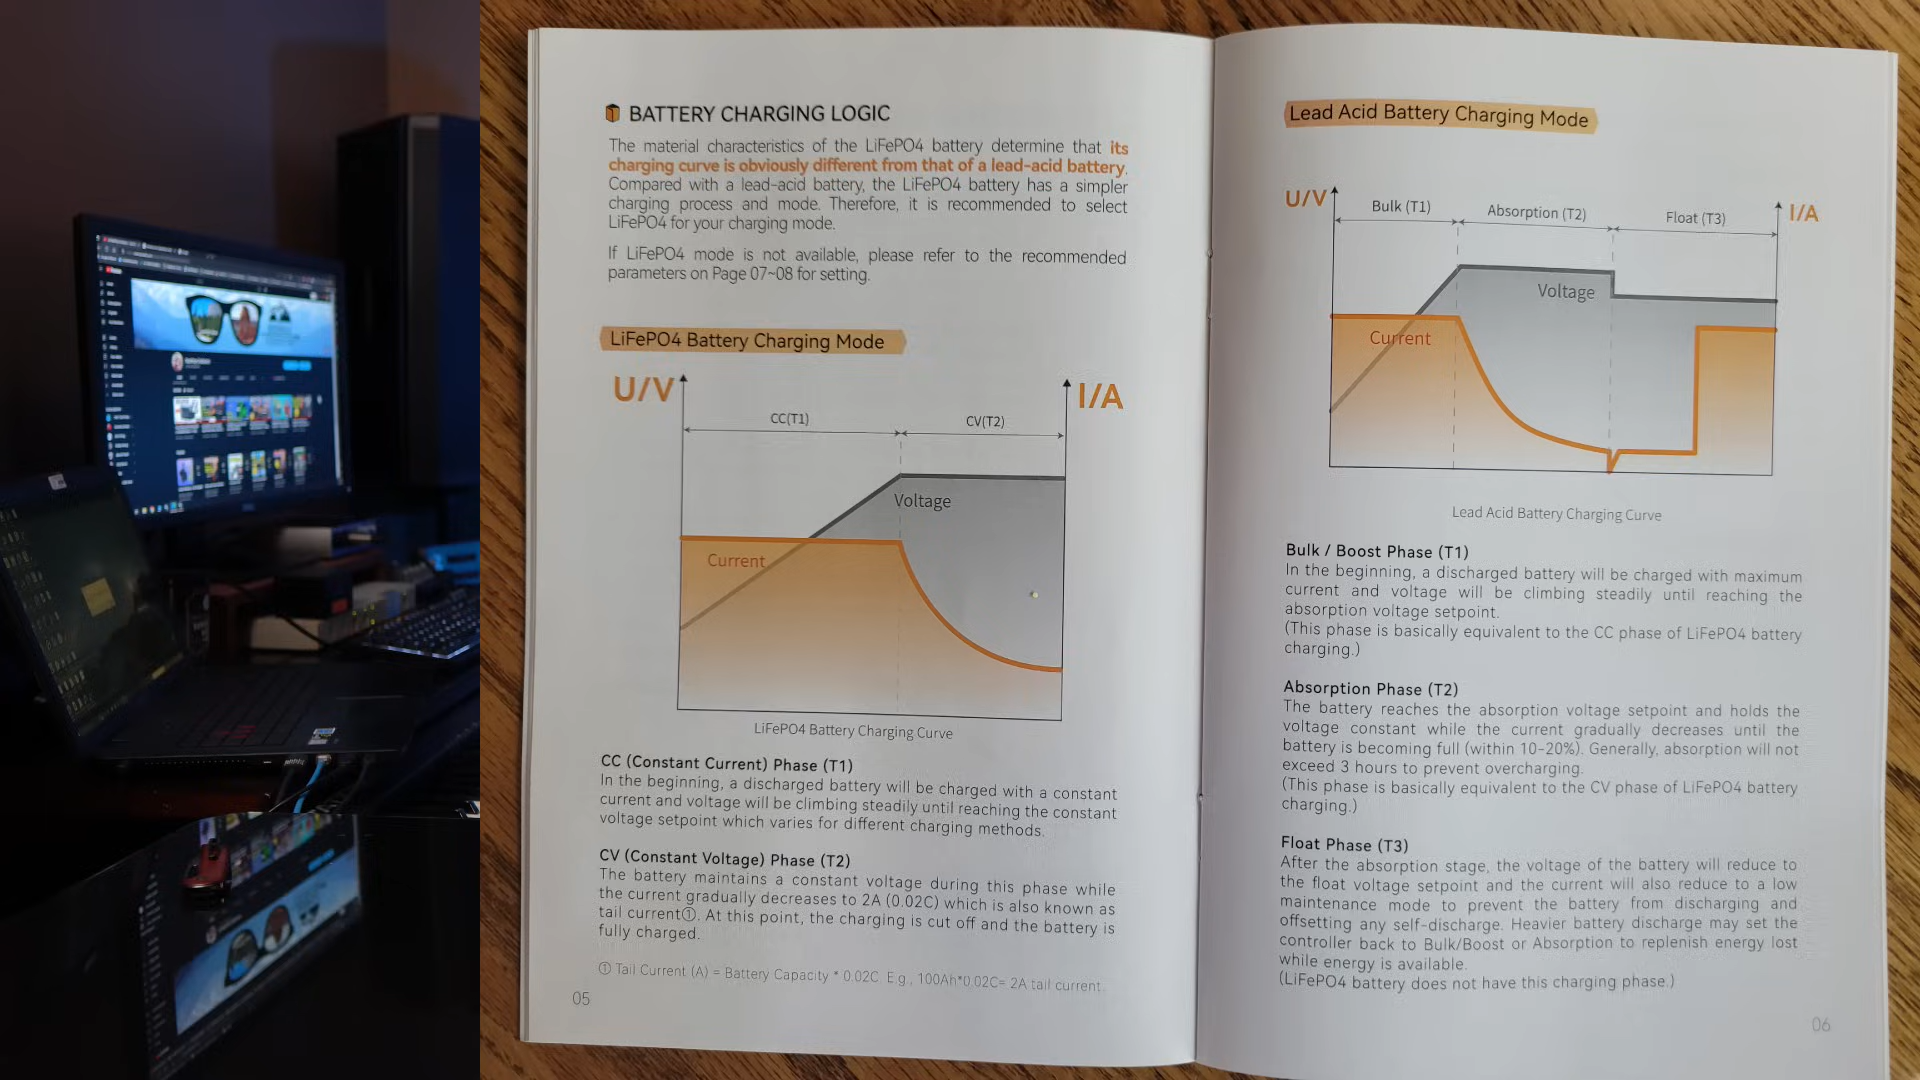 BATTERY CHARGING LOGIC
The material characteristics of the LiFePO4 battery determine that its
charging curve is obviously different from that of a lead-acid battery.
Compared with a lead-acid battery, the LiFePO4 battery has a simpler
charging process and mode. Therefore, it is recommended to select
LiFePO4 for your charging mode.
If LiFePO4 mode is not available, please refer to the recommended
parameters on Page 07~08 for setting.
LiFePO4 Battery Charging Mode
U/V
I/A
CC(T1)
CV(T2)
Voltage
Current
LiFePO4 Battery Charging Curve
CC (Constant Current) Phase (T1)
In the beginning, a discharged battery will be charged with a constant
current and voltage will be climbing steadily until reaching the constant
voltage setpoint which varies for different charging methods.
CV (Constant Voltage) Phase (T2)
The battery maintains a constant voltage during this phase while
the current gradually decreases to 2A (0.02C) which is also known as
tail current①. At this point, the charging is cut off and the battery is
fully charged.
① Tail Current (A) = Battery Capacity * 0.02C E.g., 100Ah*0.02C= 2A tail current.
05
Lead Acid Battery Charging Mode
U/V
I/A
Bulk (T1)
Absorption (T2)
Float (T3)
Voltage
Current
Lead Acid Battery Charging Curve
Bulk / Boost Phase (T1)
In the beginning, a discharged battery will be charged with maximum
current and voltage will be climbing steadily until reaching the
absorption voltage setpoint.
(This phase is basically equivalent to the CC phase of LiFePO4 battery
charging.)
Absorption Phase (T2)
The battery reaches the absorption voltage setpoint and holds the
voltage constant while the current gradually decreases until the
battery is becoming full (within 10-20%). Generally, absorption will not
exceed 3 hours to prevent overcharging.
(This phase is basically equivalent to the CV phase of LiFePO4 battery
charging.)
Float Phase (T3)
After the absorption stage, the voltage of the battery will reduce to
the float voltage setpoint and the current will also reduce to a low
maintenance mode to prevent the battery from discharging and
offsetting any self-discharge. Heavier battery discharge may set the
controller back to Bulk/Boost or Absorption to replenish energy lost
while energy is available.
(LiFePO4 battery does not have this charging phase.)
06